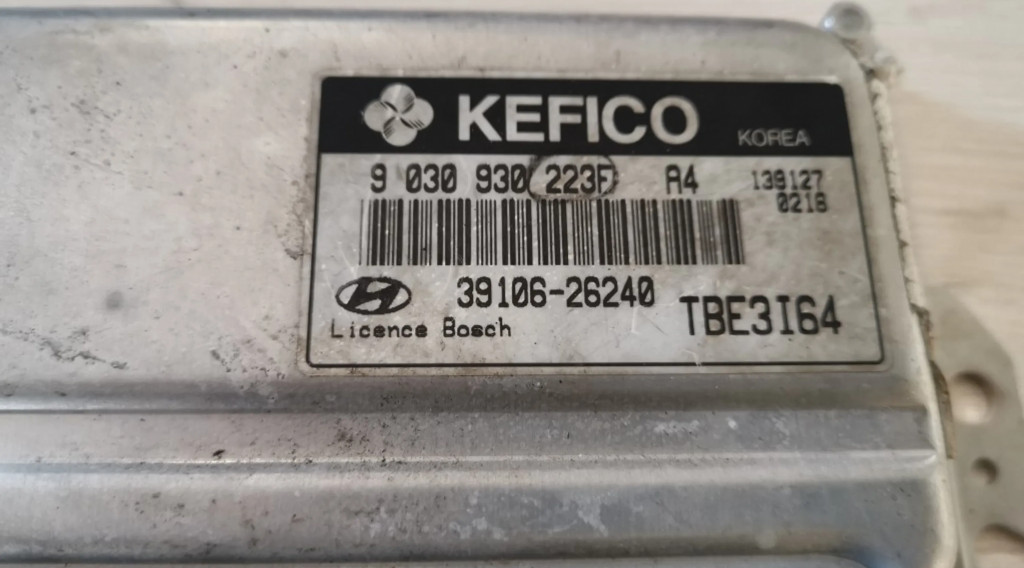 KEFICO KOREA
9 030 930 223F A4 139127
0218
39106-26240
TBE3I64
Licence Bosch